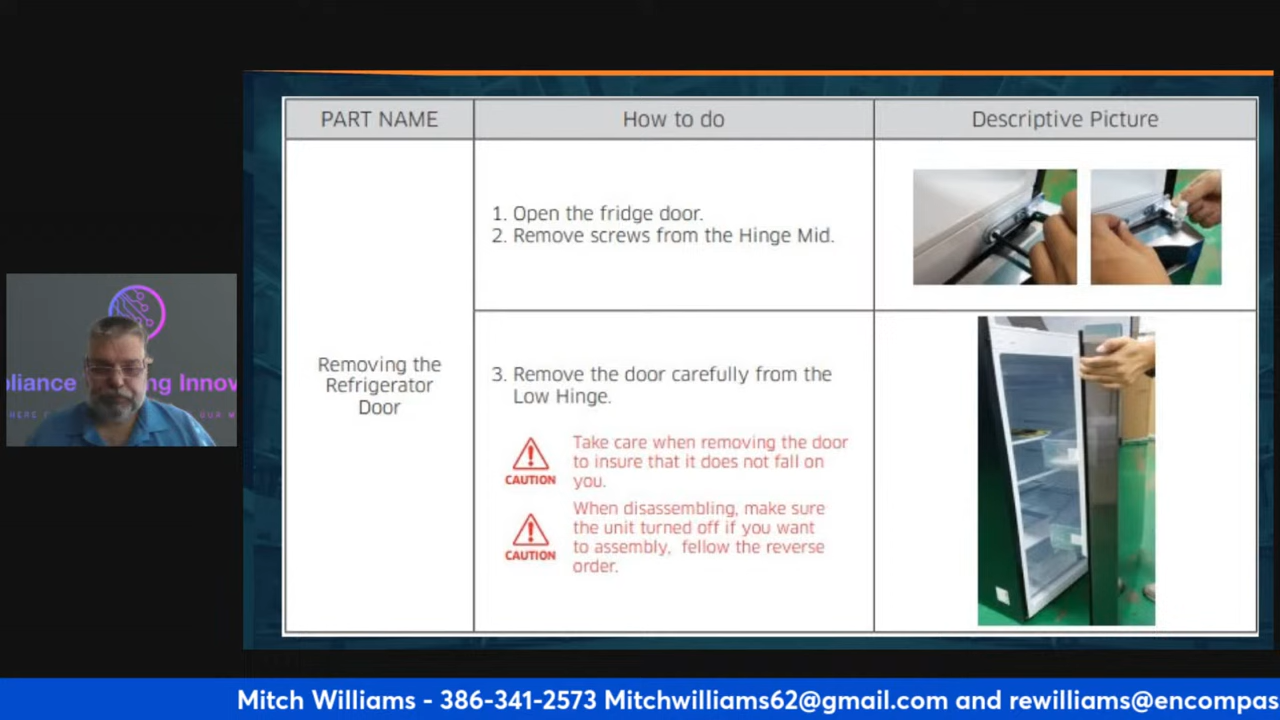 PART NAME
How to do
Descriptive Picture
1. Open the fridge door.
2. Remove screws from the Hinge Mid.
Removing the
Refrigerator
Door
3. Remove the door carefully from the
Low Hinge.
CAUTION
Take care when removing the door
to insure that it does not fall on
you.
CAUTION
When disassembling, make sure
the unit turned off if you want
to assembly, fellow the reverse
order.
pliance
ng Innov
Mitch Williams - 386-341-2573 Mitchwilliams62@gmail.com and rewilliams@encompas